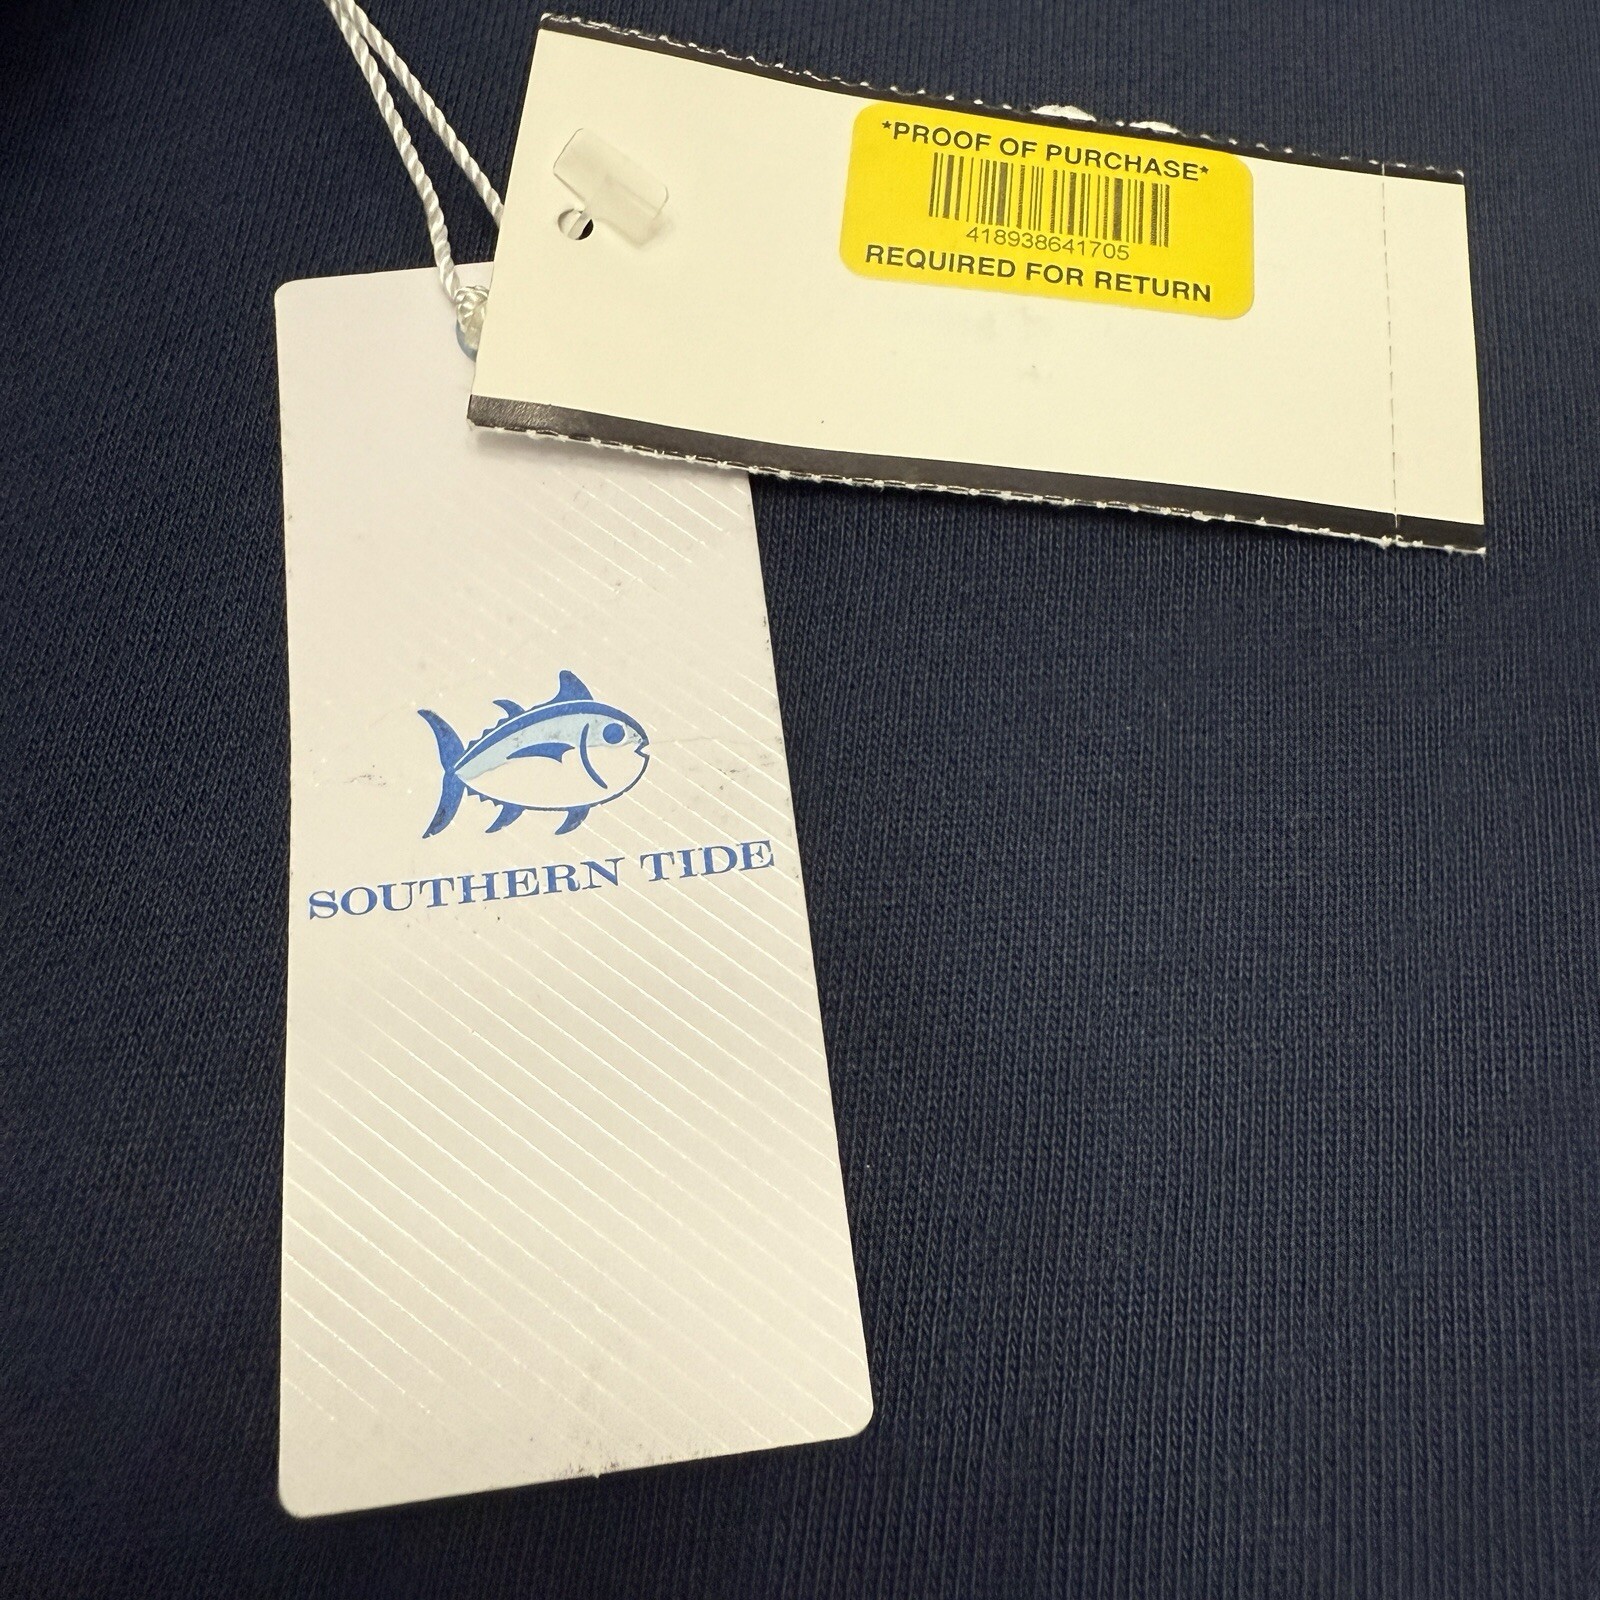 *PROOF OF PURCHASE*
418938641705
REQUIRED FOR RETURN
SOUTHERN TIDE